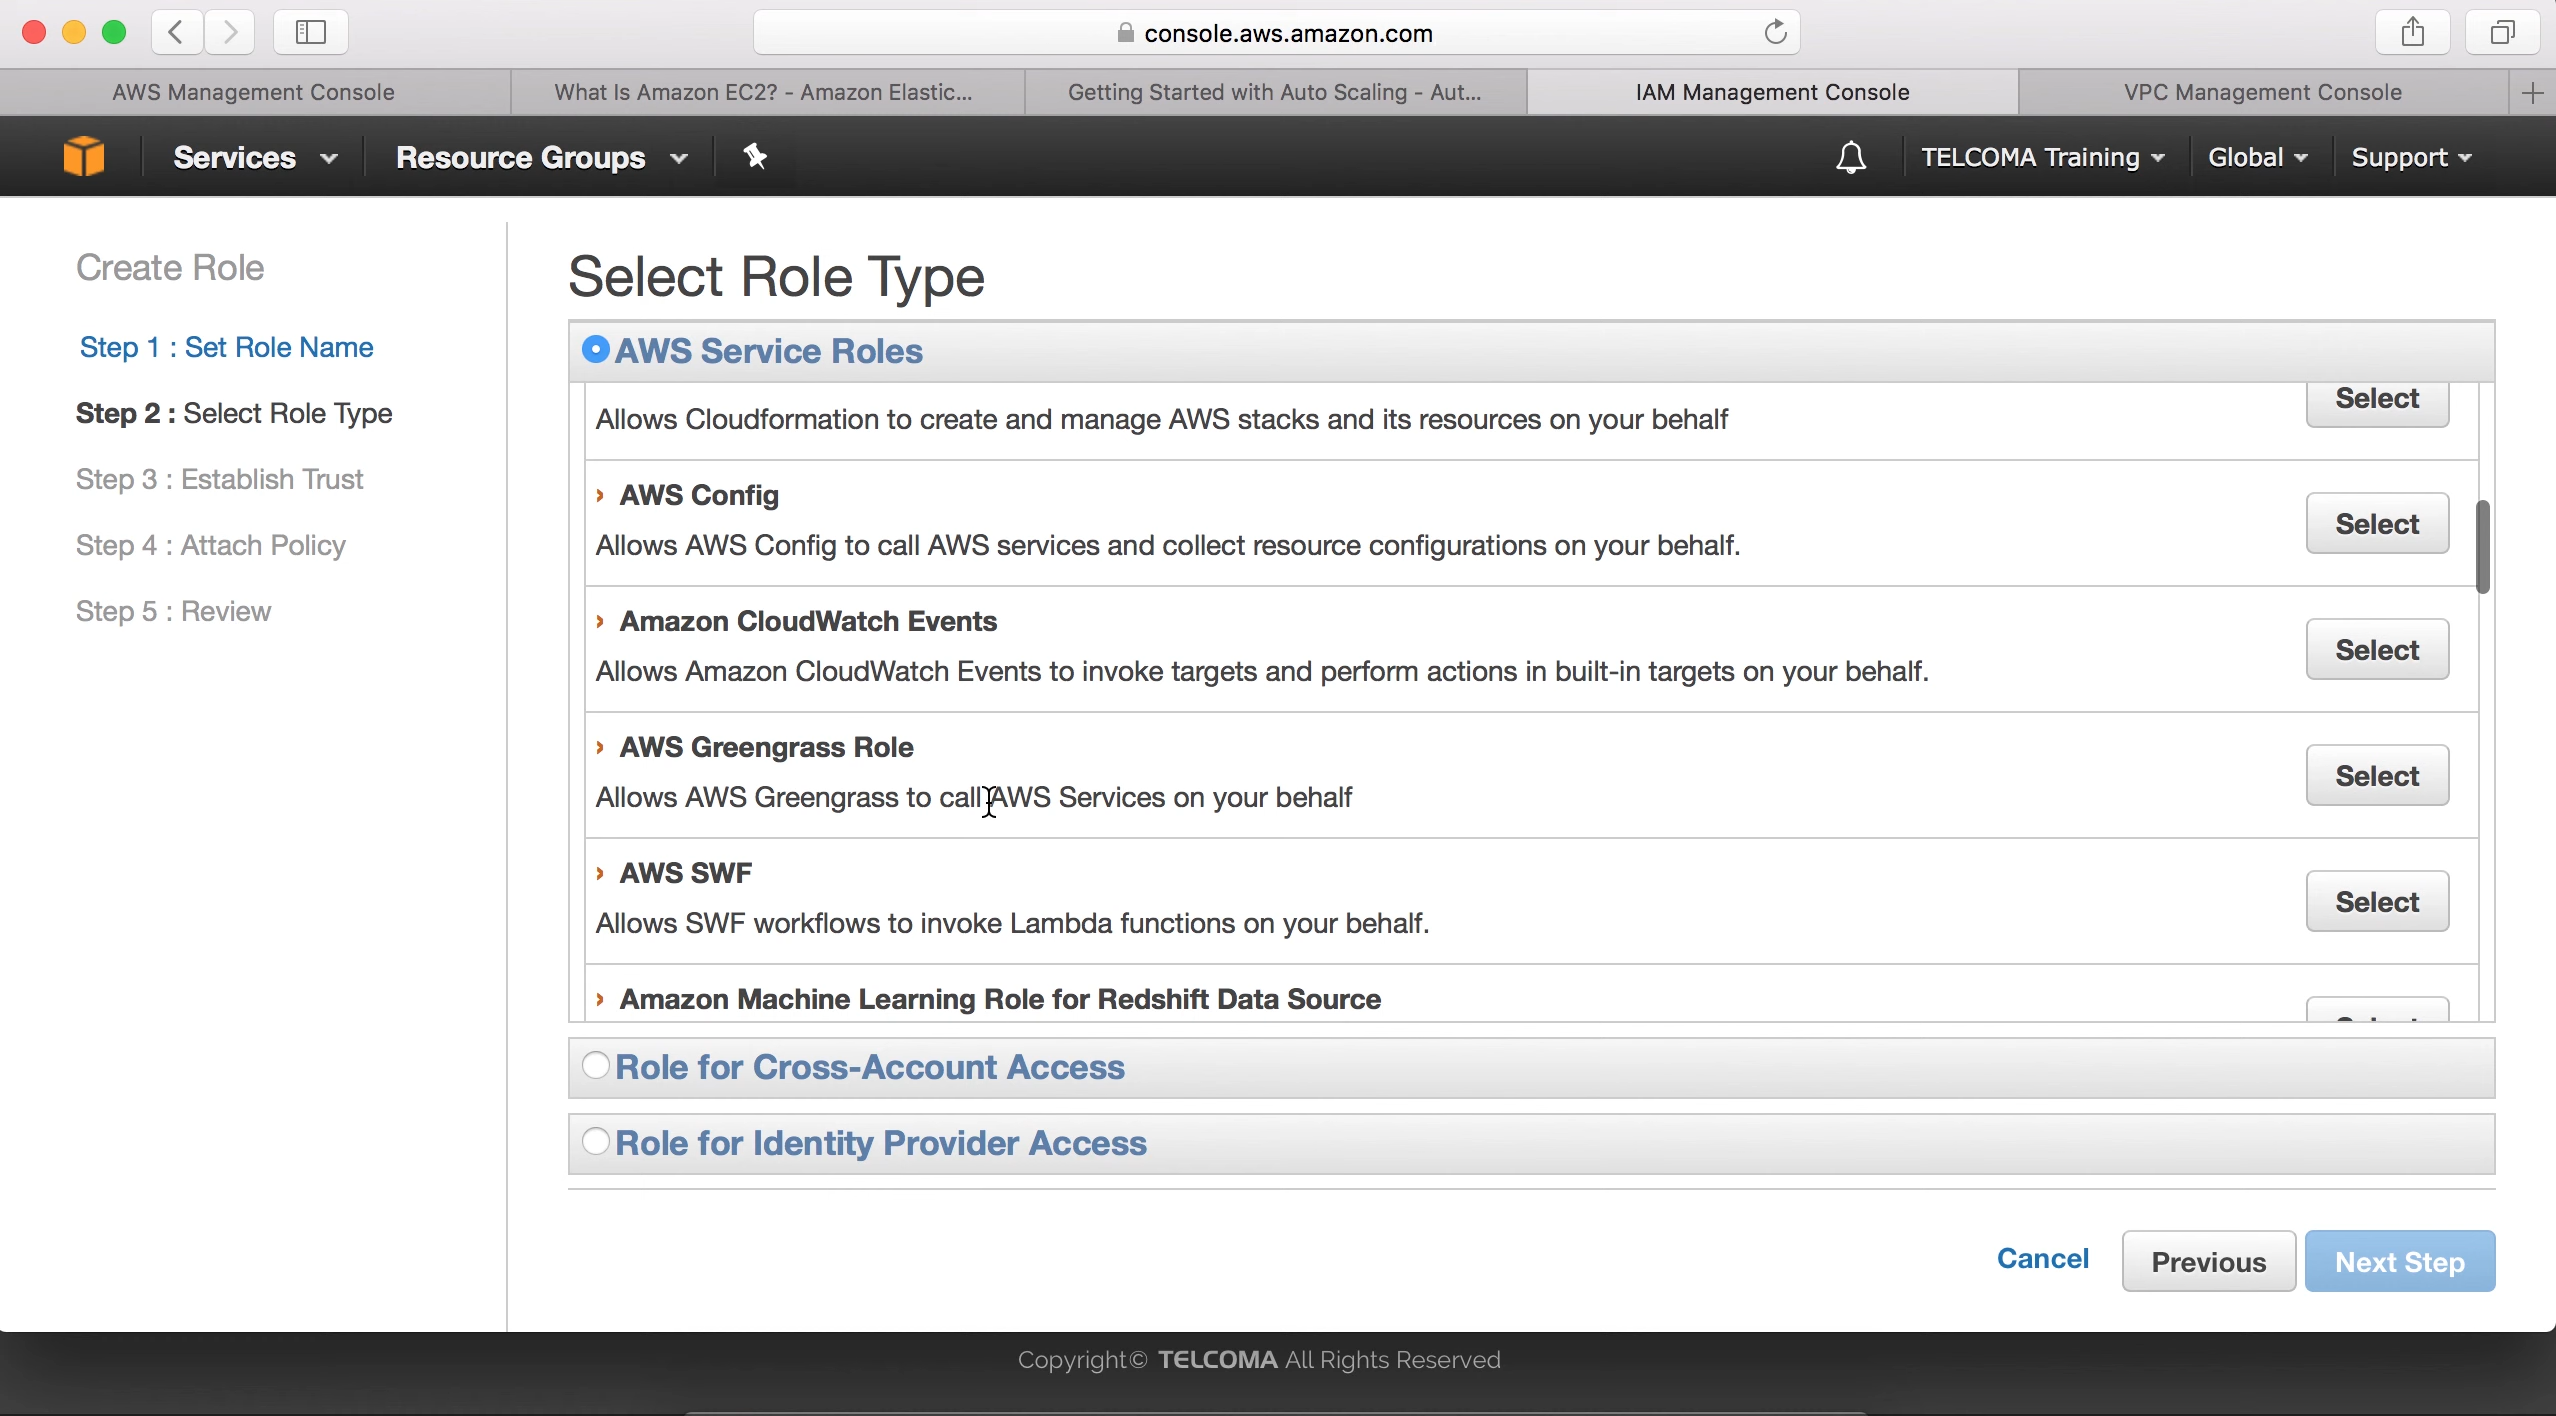 console.aws.amazon.com
AWS Management Console
What Is Amazon EC2? - Amazon Elastic...
Getting Started with Auto Scaling - Aut...
IAM Management Console
VPC Management Console
Services
Resource Groups
TELCOMA Training
Global
Support
Create Role
Step 1 : Set Role Name
Step 2 : Select Role Type
Step 3 : Establish Trust
Step 4 : Attach Policy
Step 5 : Review
Select Role Type
AWS Service Roles
Allows Cloudformation to create and manage AWS stacks and its resources on your behalf
Select
AWS Config
Allows AWS Config to call AWS services and collect resource configurations on your behalf.
Select
Amazon CloudWatch Events
Allows Amazon CloudWatch Events to invoke targets and perform actions in built-in targets on your behalf.
Select
AWS Greengrass Role
Allows AWS Greengrass to call AWS Services on your behalf
Select
AWS SWF
Allows SWF workflows to invoke Lambda functions on your behalf.
Select
Amazon Machine Learning Role for Redshift Data Source
Role for Cross-Account Access
Role for Identity Provider Access
Cancel
Previous
Next Step
Copyright© TELCOMA All Rights Reserved